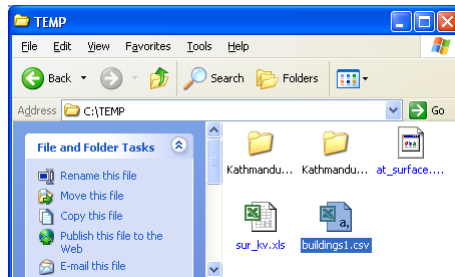 TEMP
File Edit View Favorites Tools Help
Back Search Folders
Address C:\TEMP Go
File and Folder Tasks
Rename this file
Move this file
Copy this file
Publish this file to the
Web
E-mail this file
Kathmandu... Kathmandu... at_surface....
sur_kv.xls buildings1.csv